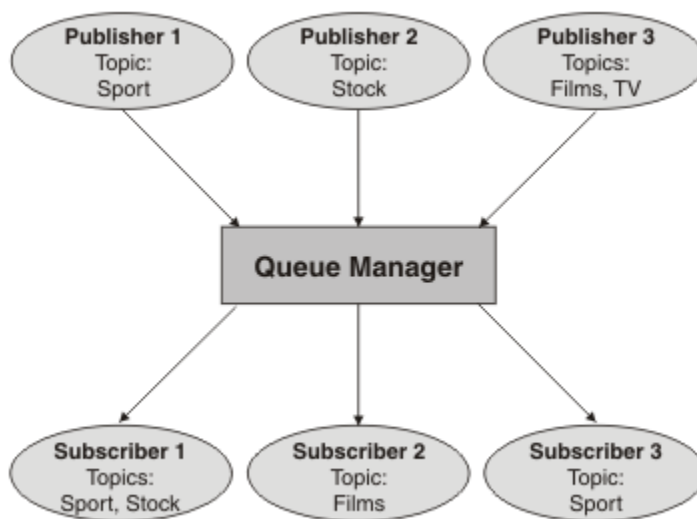 Publisher 1
Topic:
Sport
Publisher 2
Topic:
Stock
Publisher 3
Topics:
Films, TV
Queue Manager
Subscriber 1
Topics:
Sport, Stock
Subscriber 2
Topic:
Films
Subscriber 3
Topic:
Sport